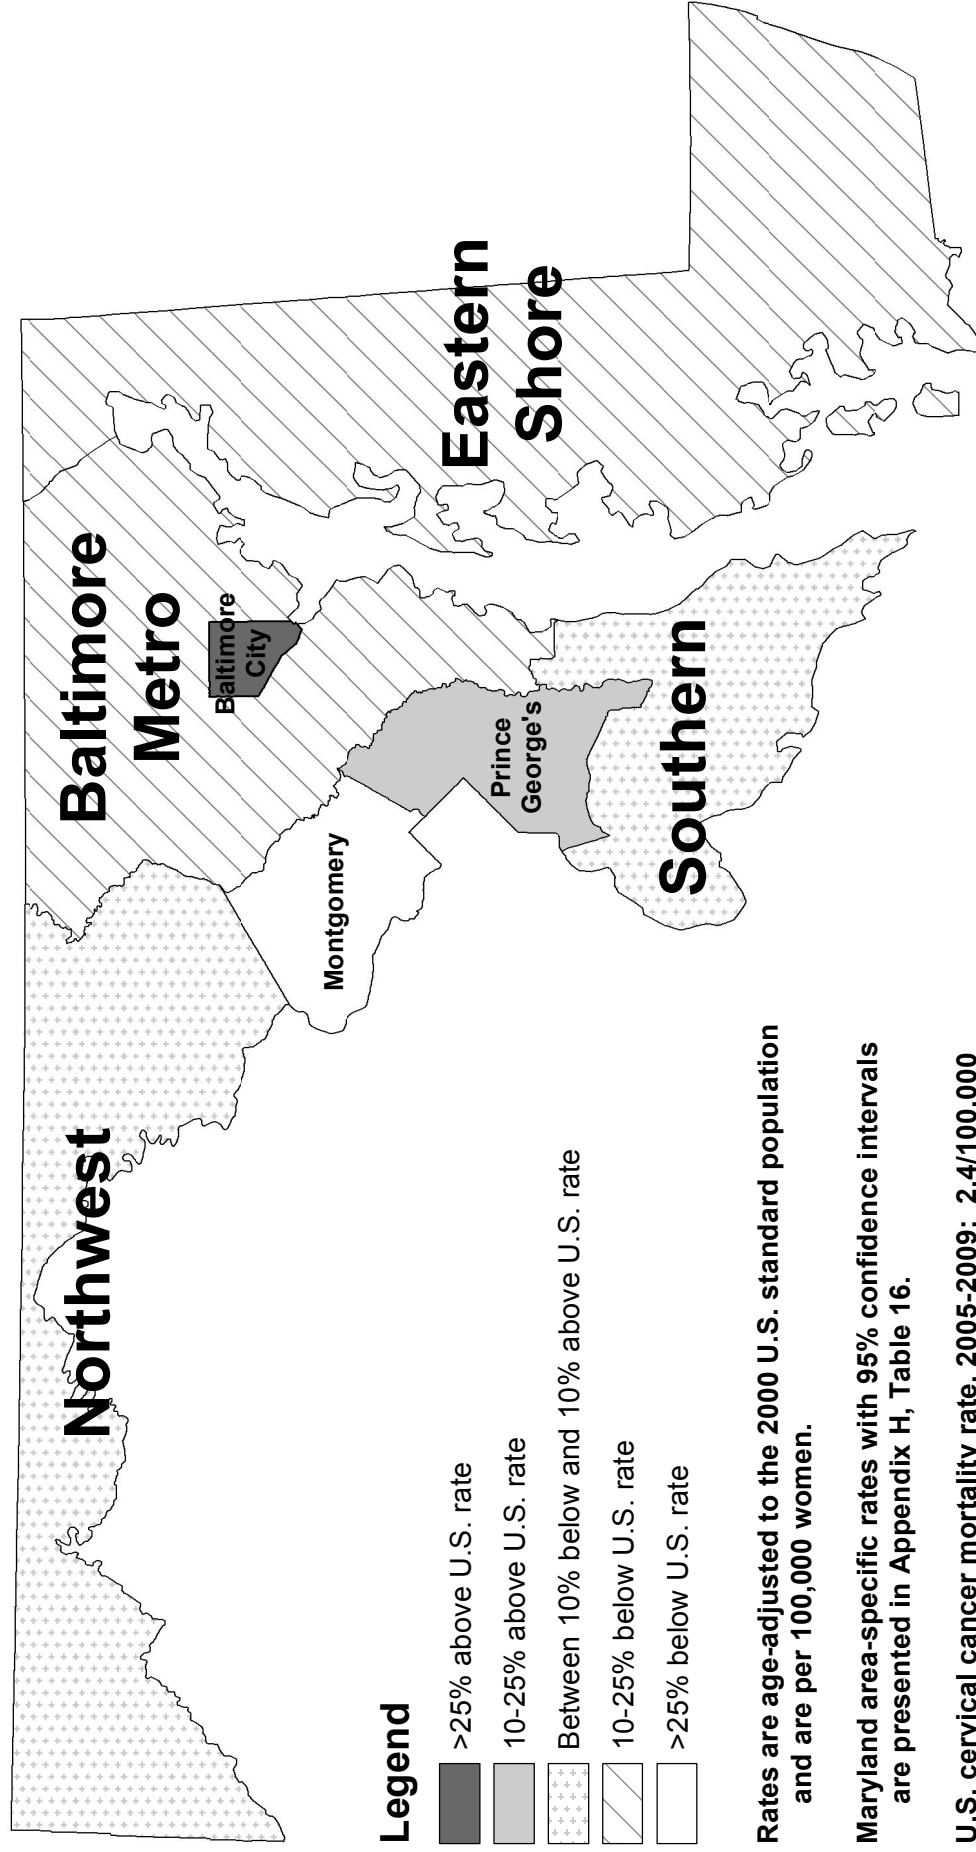 Northwest
Baltimore
Metro
Baltimore
City
Eastern
Shore
Montgomery
Prince
George's
Southern
Legend
>25% above U.S. rate
10-25% above U.S. rate
Between 10% below and 10% above U.S. rate
10-25% below U.S. rate
>25% below U.S. rate
Rates are age-adjusted to the 2000 U.S. standard population
and are per 100,000 women.
Maryland area-specific rates with 95% confidence intervals
are presented in Appendix H, Table 16.
U.S. cervical cancer mortality rate, 2005-2009: 2.4/100,000